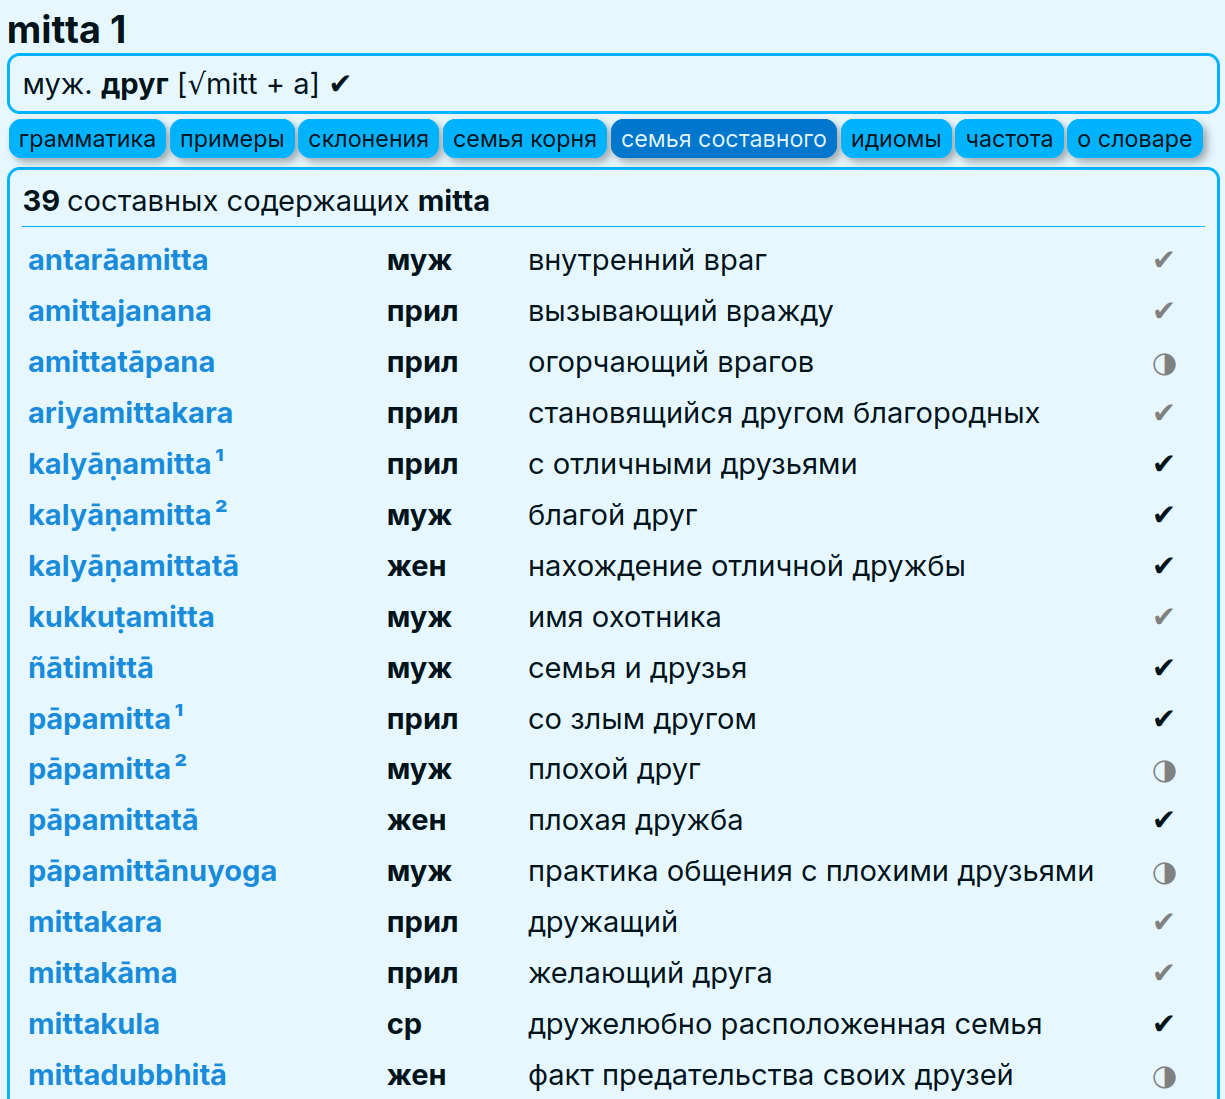 mitta 1
муж. друг [√mitt + a] ✔
грамматика примеры склонения семья корня семья составного идиомы частота о словаре
39 составных содержащих mitta
antarāamitta муж внутренний враг ✔
amittajanana прил вызывающий вражду ✔
amittatāpana прил огорчающий врагов ◑
ariyamittakara прил становящийся другом благородных ✔
kalyāṇamitta¹ прил с отличными друзьями ✔
kalyāṇamitta² муж благой друг ✔
kalyāṇamittatā жен нахождение отличной дружбы ✔
kukkuṭamitta муж имя охотника ✔
ñātimittā муж семья и друзья ✔
pāpamitta¹ прил со злым другом ✔
pāpamitta² муж плохой друг ◑
pāpamittatā жен плохая дружба ✔
pāpamittānuyoga муж практика общения с плохими друзьями ◑
mittakara прил дружащий ✔
mittakāma прил желающий друга ✔
mittakula ср дружелюбно расположенная семья ✔
mittadubbhitā жен факт предательства своих друзей ◑